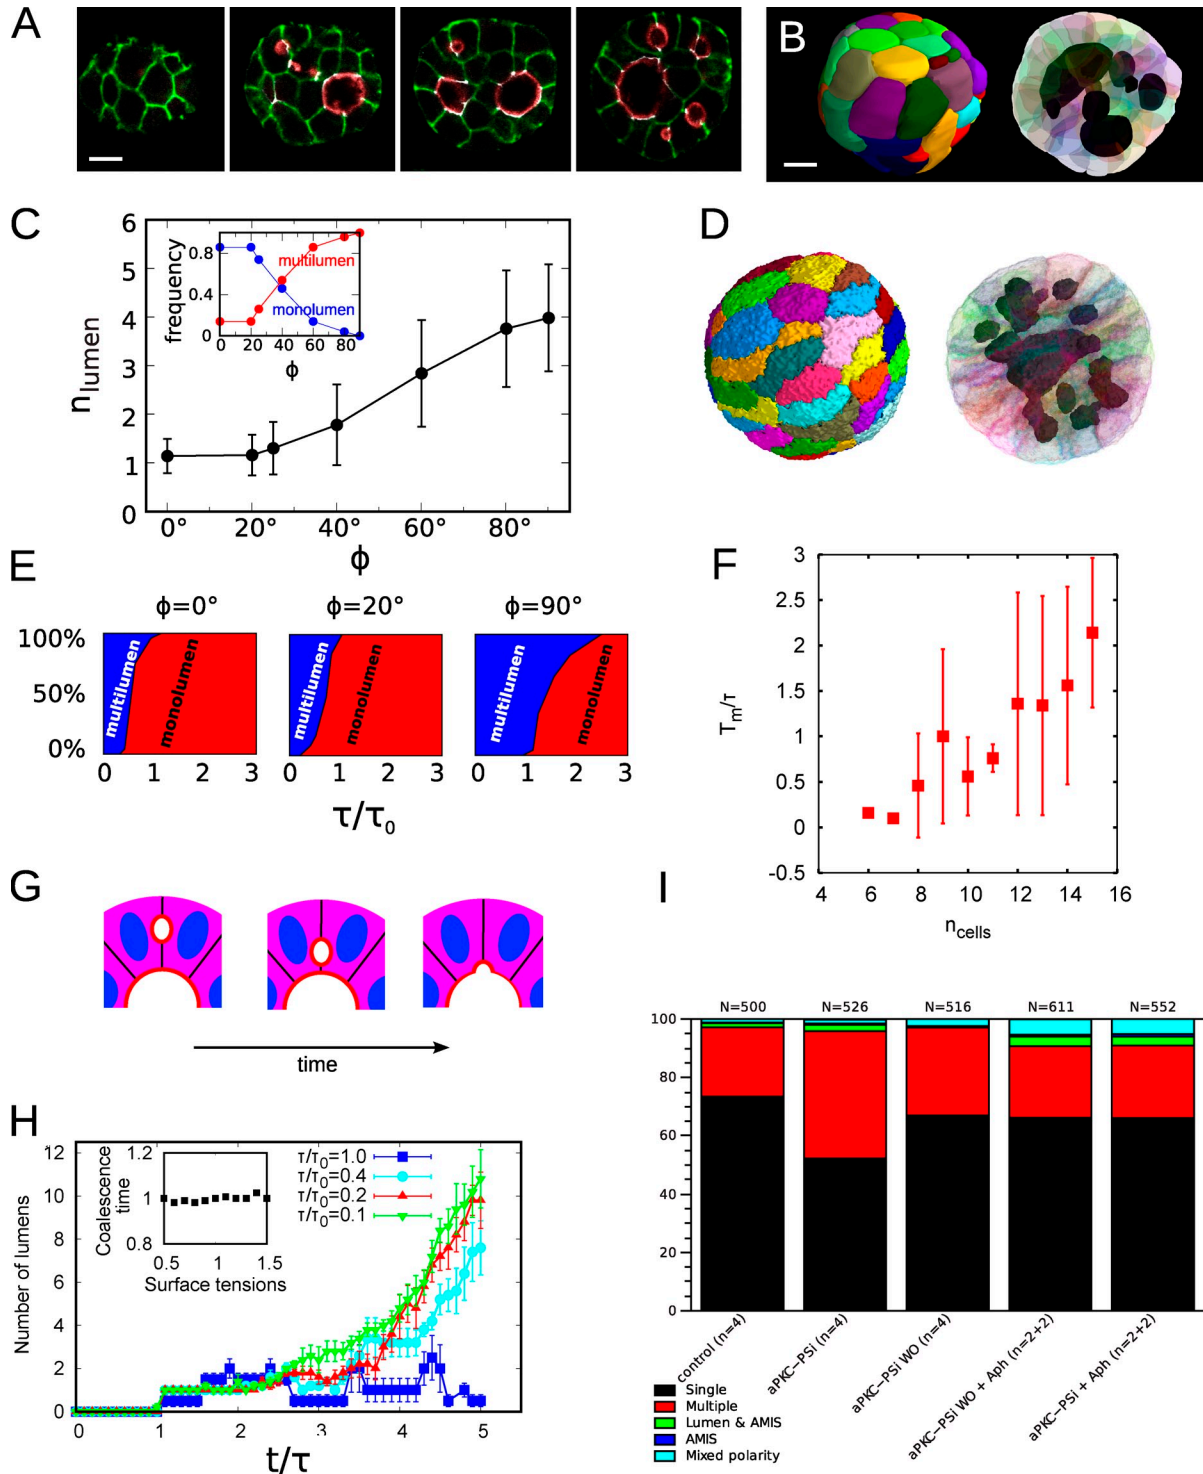 A
B
C
6
5
4
3
2
1
0
n lumen
0°
20°
40°
60°
80°
ϕ
frequency
0.8
0.4
0
multilumen
monolumen
0 20 40 60 80
ϕ
D
E
ϕ=0°
ϕ=20°
ϕ=90°
100%
50%
0%
multilumen
monolumen
multilumen
monolumen
multilumen
monolumen
0 1 2 3
0 1 2 3
0 1 2 3
τ/τ0
F
3
2.5
2
1.5
1
0.5
0
-0.5
Tm/τ
4 6 8 10 12 14 16
ncells
G
time
H
12
10
8
6
4
2
0
Number of lumens
0 1 2 3 4 5
t/τ
1.2
1
0.8
Coalescence
time
0.5 1 1.5
Surface tensions
τ/τ0=1.0
τ/τ0=0.4
τ/τ0=0.2
τ/τ0=0.1
I
N=500 N=526 N=516 N=611 N=552
100
80
60
40
20
0
control (n=4)
aPKC−PSi (n=4)
aPKC−PSi WO (n=4)
aPKC−PSi WO + Aph (n=2+2)
aPKC−PSi + Aph (n=2+2)
Single
Multiple
Lumen & AMIS
AMIS
Mixed polarity